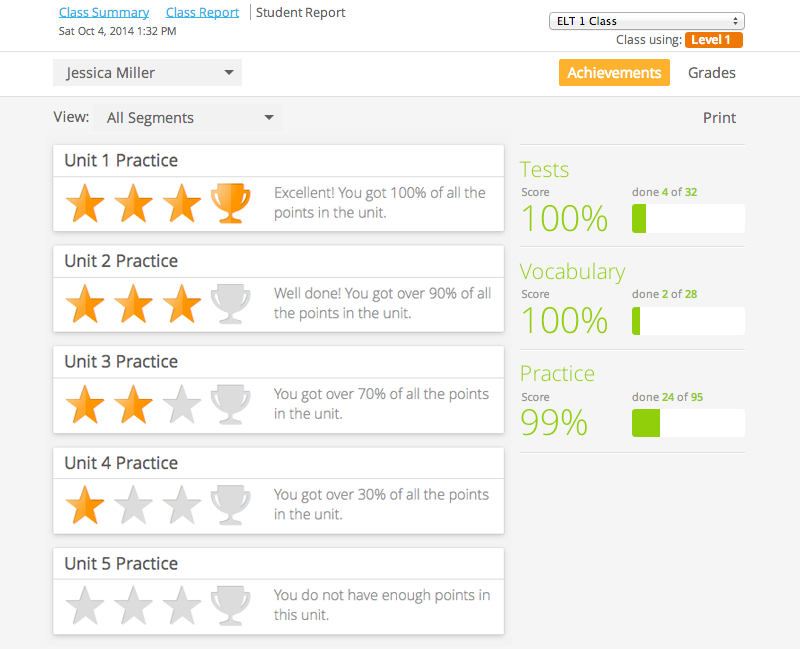 Class Summary Class Report Student Report
Sat Oct 4, 2014 1:32 PM
ELT 1 Class
Class using: Level 1
Jessica Miller
Achievements Grades
View: All Segments
Print
Unit 1 Practice
Excellent! You got 100% of all the
points in the unit.
Unit 2 Practice
Well done! You got over 90% of all
the points in the unit.
Unit 3 Practice
You got over 70% of all the points
in the unit.
Unit 4 Practice
You got over 30% of all the points
in the unit.
Unit 5 Practice
You do not have enough points in
this unit.
Tests
Score done 4 of 32
100%
Vocabulary
Score done 2 of 28
100%
Practice
Score done 24 of 95
99%